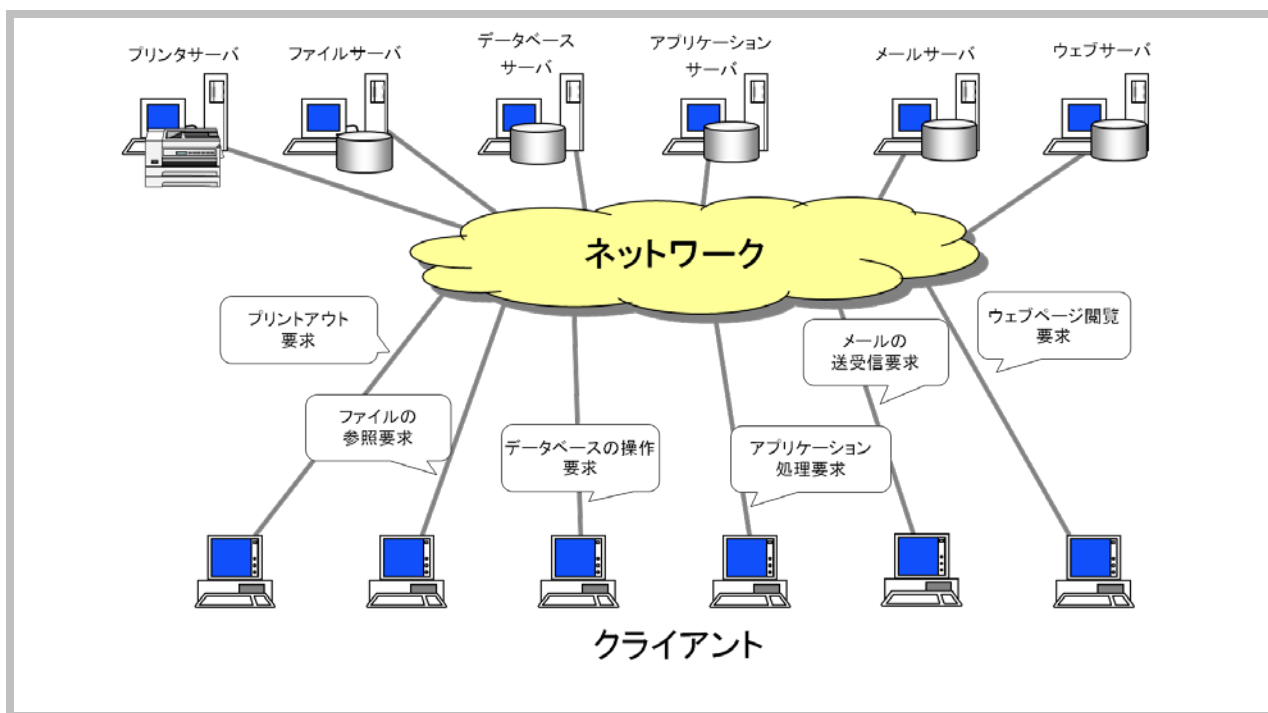 プリンタサーバ
ファイルサーバ
データベース
サーバ
アプリケーション
サーバ
メールサーバ
ウェブサーバ
ネットワーク
プリントアウト
要求
ファイルの
参照要求
データベースの操作
要求
アプリケーション
処理要求
メールの
送受信要求
ウェブページ閲覧
要求
クライアント